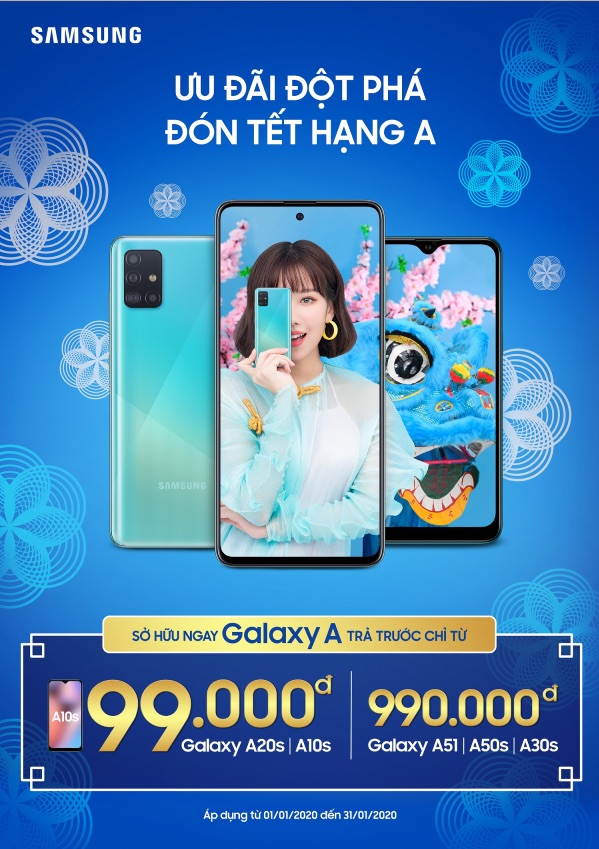 SAMSUNG
ƯU ĐÃI ĐỘT PHÁ
ĐÓN TẾT HẠNG A
SAMSUNG
SỞ HỮU NGAY Galaxy A TRẢ TRƯỚC CHỈ TỪ
A10s
99.000đ
Galaxy A20s | A10s
990.000đ
Galaxy A51 | A50s | A30s
Áp dụng từ 01/01/2020 đến 31/01/2020